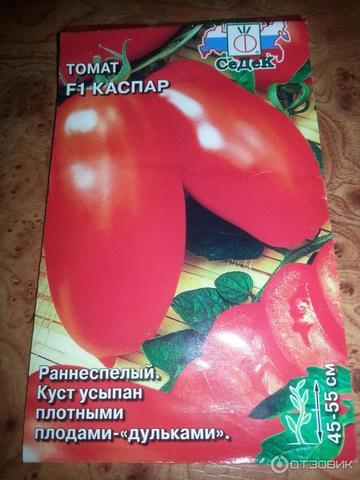 СеДеК
ТОМАТ
F1 КАСПАР
Раннеспелый.
Куст усыпан
плотными
плодами-«дульками».
45-55 см
ОТЗОВИК